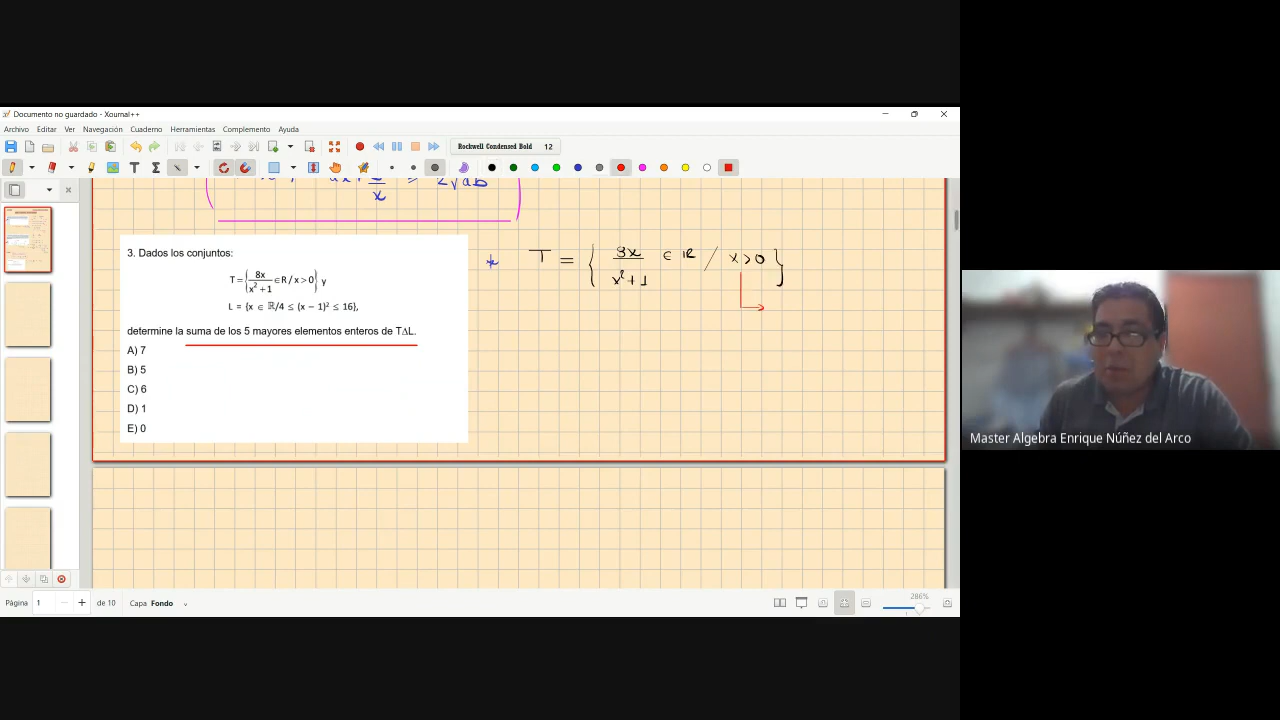 Documento no guardado - Xournal++
Archivo Editar Ver Navegación Cuaderno Herramientas Complemento Ayuda
Rockwell Condensed Bold 12
2√ab
x
3. Dados los conjuntos:
T={8x/x²+1 ∈R/x>0} y
L = {x ∈ ℝ/4 ≤ (x − 1)² ≤ 16},
determine la suma de los 5 mayores elementos enteros de T∆L.
A) 7
B) 5
C) 6
D) 1
E) 0
* T = { 8x/x²+1 ∈ ℝ / x>0 }
Master Algebra Enrique Núñez del Arco
Página 1 de 10 Capa Fondo 286%